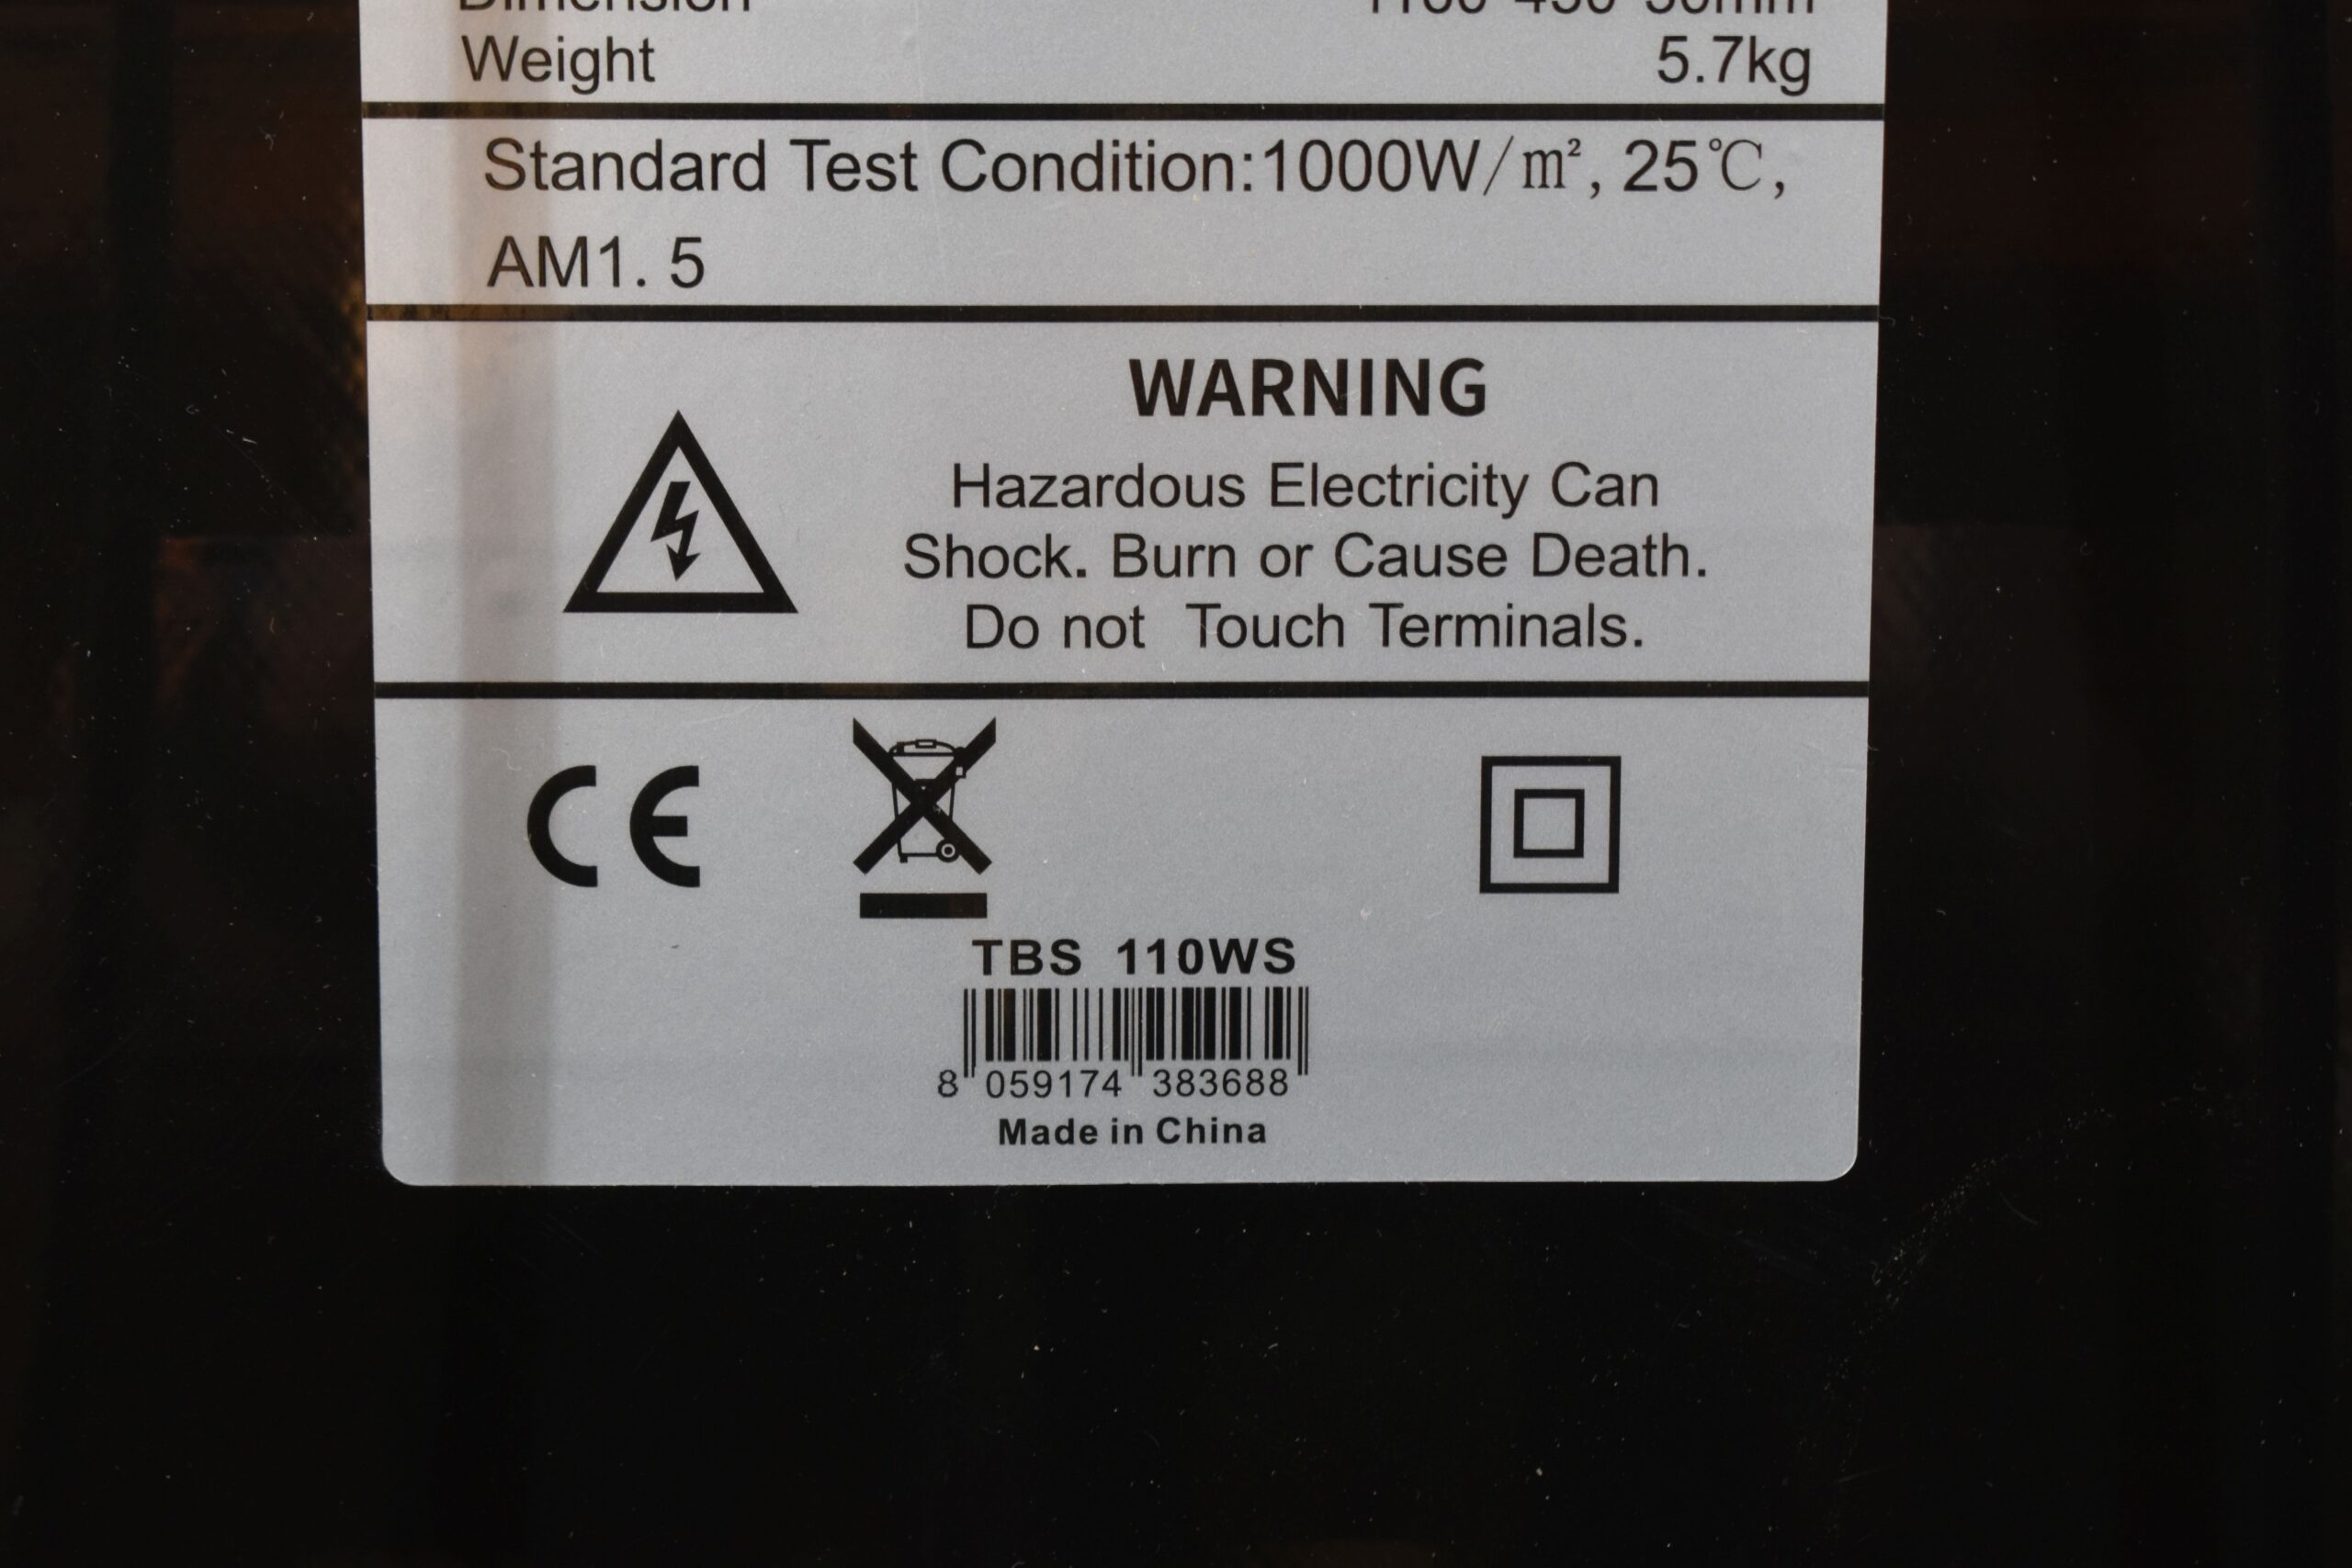 Dimension
Weight 5.7kg
Standard Test Condition:1000W/m², 25℃,
AM1. 5
WARNING
Hazardous Electricity Can
Shock. Burn or Cause Death.
Do not Touch Terminals.
CE
TBS 110WS
8 059174 383688
Made in China